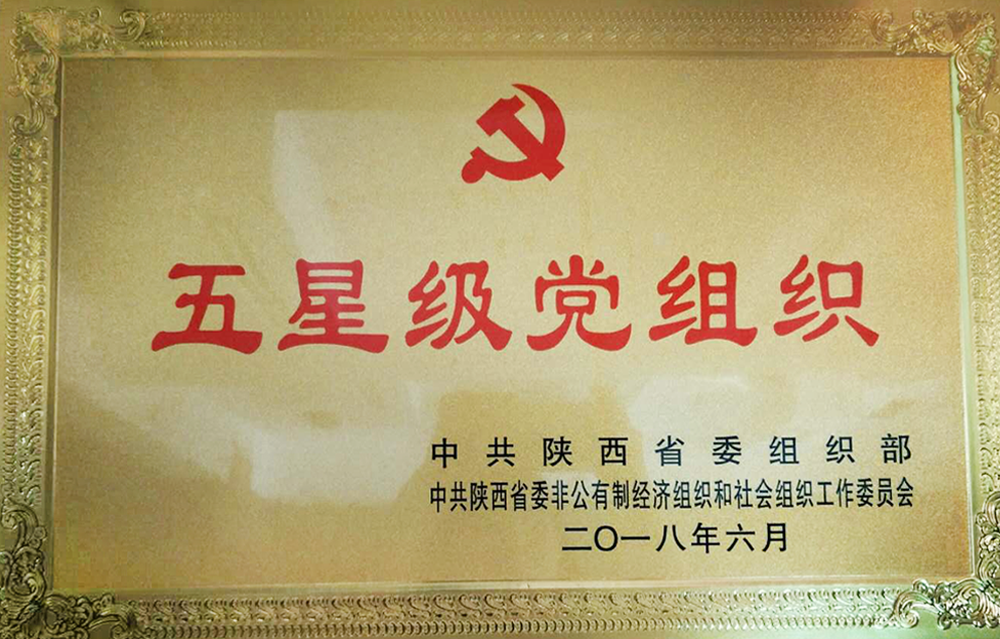 五星级党组织
中共陕西省委组织部
中共陕西省委非公有制经济组织和社会组织工作委员会
二〇一八年六月